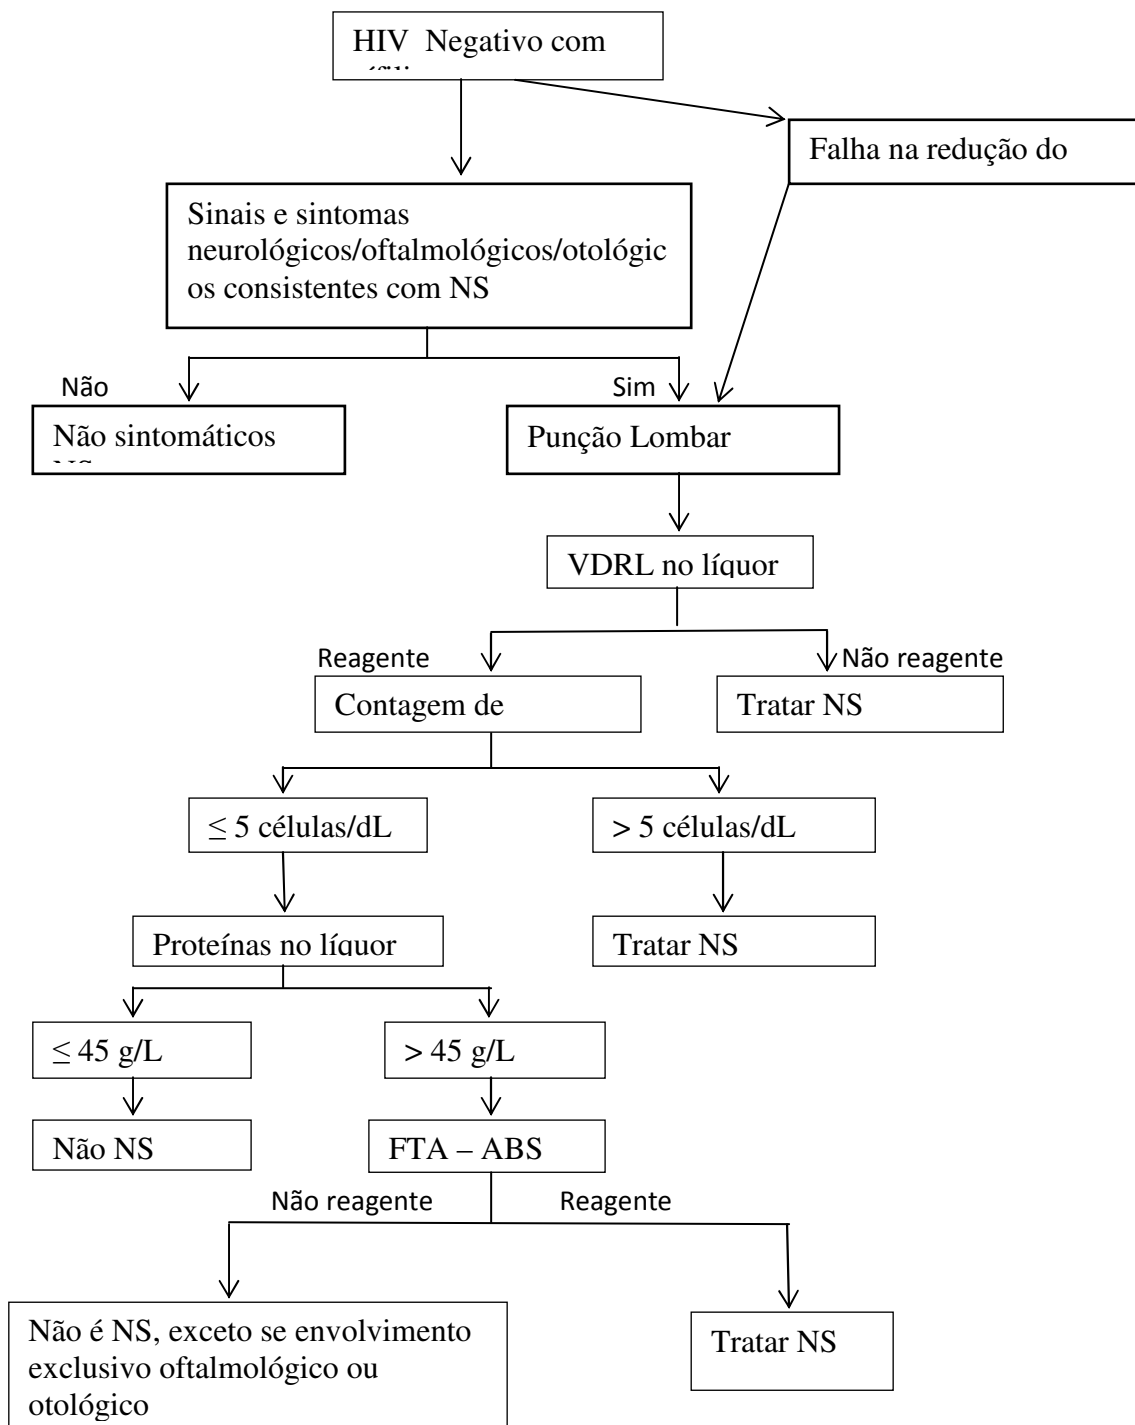 HIV Negativo com
Falha na redução do
Sinais e sintomas
neurológicos/oftalmológicos/otológic
os consistentes com NS
Não
Sim
Não sintomáticos
Punção Lombar
VDRL no líquor
Reagente
Não reagente
Contagem de
Tratar NS
≤ 5 células/dL
> 5 células/dL
Proteínas no líquor
Tratar NS
≤ 45 g/L
> 45 g/L
Não NS
FTA – ABS
Não reagente
Reagente
Não é NS, exceto se envolvimento
exclusivo oftalmológico ou
otológico
Tratar NS